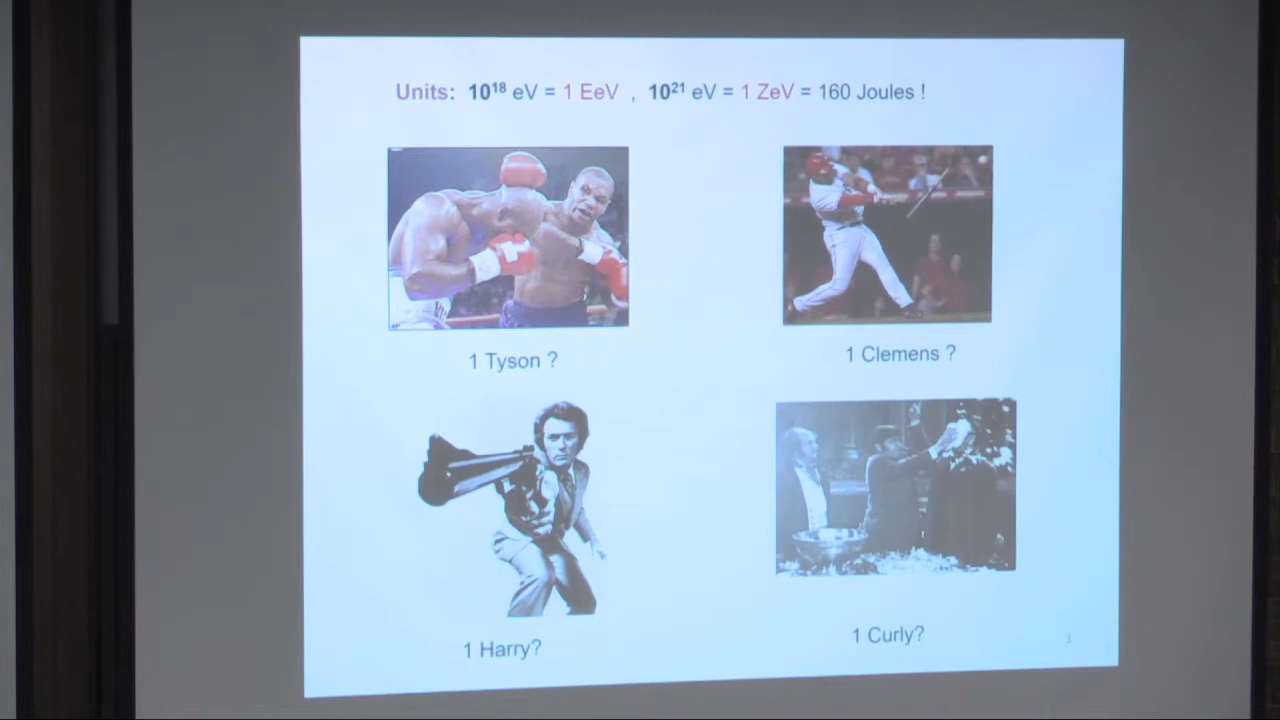 Units: 10¹⁸ eV = 1 EeV , 10²¹ eV = 1 ZeV = 160 Joules !
1 Tyson ?
1 Clemens ?
1 Harry?
1 Curly?
3